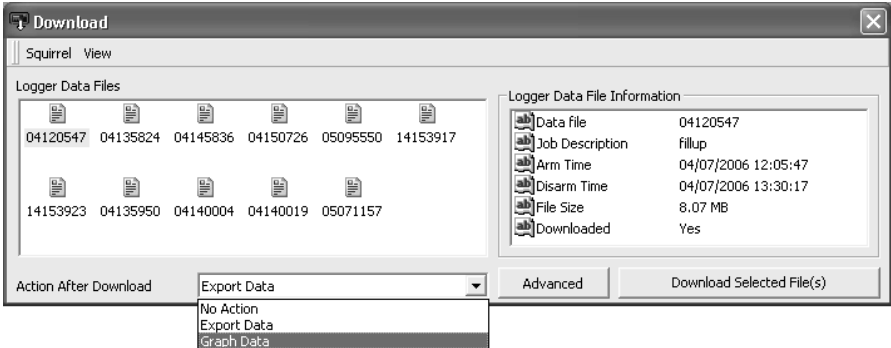 Download
Squirrel View
Logger Data Files
04120547 04135824 04145836 04150726 05095550 14153917
14153923 04135950 04140004 04140019 05071157
Logger Data File Information
Data file 04120547
Job Description fillup
Arm Time 04/07/2006 12:05:47
Disarm Time 04/07/2006 13:30:17
File Size 8.07 MB
Downloaded Yes
Action After Download Export Data Advanced Download Selected File(s)
No Action
Export Data
Graph Data